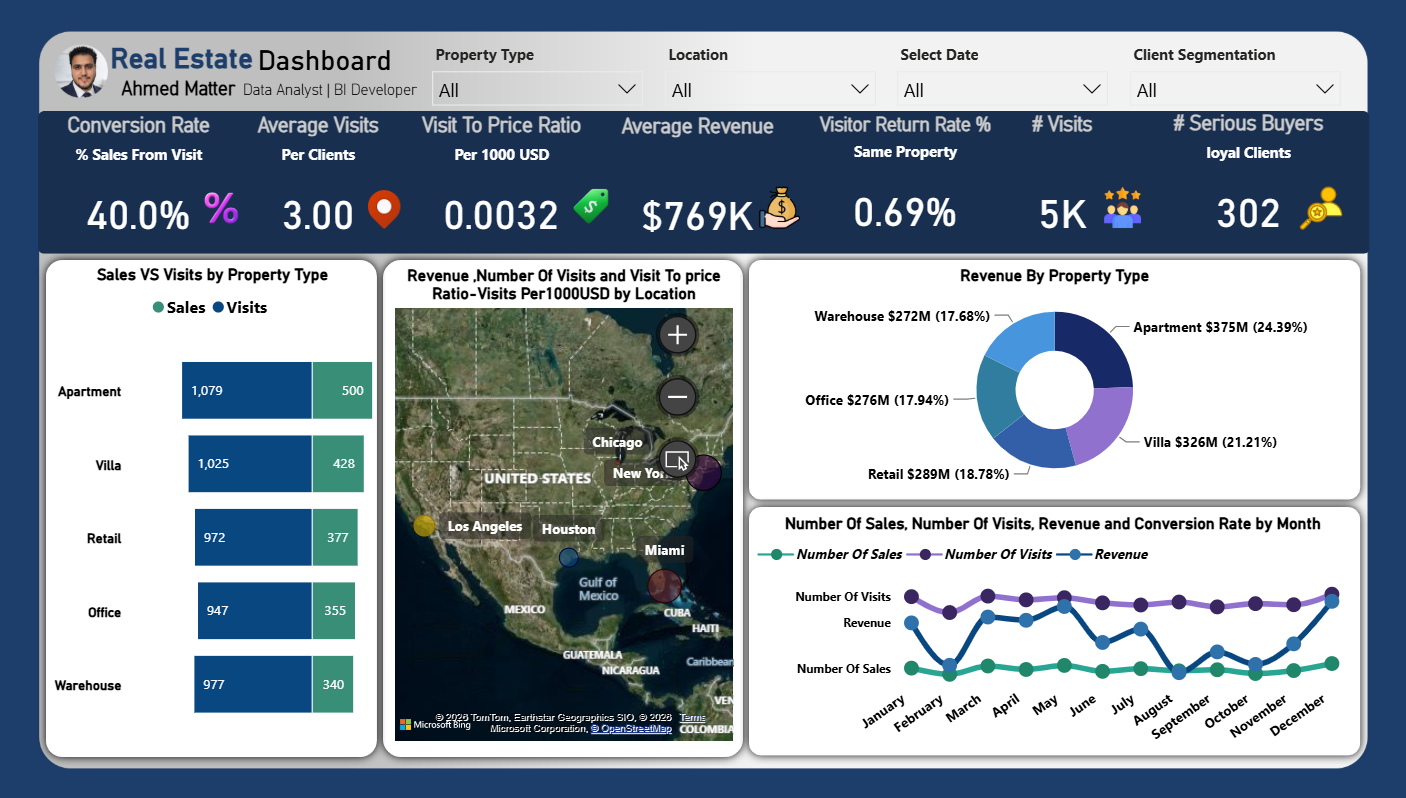 Real Estate Dashboard
Ahmed Matter Data Analyst | BI Developer
Property Type
All
Location
All
Select Date
All
Client Segmentation
All
Conversion Rate
% Sales From Visit
40.0%
%
Average Visits
Per Clients
3.00
Visit To Price Ratio
Per 1000 USD
0.0032
$
Average Revenue
$769K
$
Visitor Return Rate %
Same Property
0.69%
# Visits
5K
# Serious Buyers
loyal Clients
302
Sales VS Visits by Property Type
Sales Visits
Apartment 1,079 500
Villa 1,025 428
Retail 972 377
Office 947 355
Warehouse 977 340
Revenue ,Number Of Visits and Visit To price
Ratio-Visits Per1000USD by Location
Chicago
UNITED STATES
New Yor
Los Angeles
Houston
Miami
Gulf of
Mexico
MEXICO
CUBA
HAITI
GUATEMALA
NICARAGUA
Caribbean
VEN
COLOMBIA
Microsoft Bing
© 2026 TomTom, Earthstar Geographics SIO, © 2026 Terms
Microsoft Corporation, © OpenStreetMap
Revenue By Property Type
Warehouse $272M (17.68%)
Apartment $375M (24.39%)
Office $276M (17.94%)
Villa $326M (21.21%)
Retail $289M (18.78%)
Number Of Sales, Number Of Visits, Revenue and Conversion Rate by Month
Number Of Sales Number Of Visits Revenue
Number Of Visits
Revenue
Number Of Sales
January
February
March
April
May
June
July
August
September
October
November
December